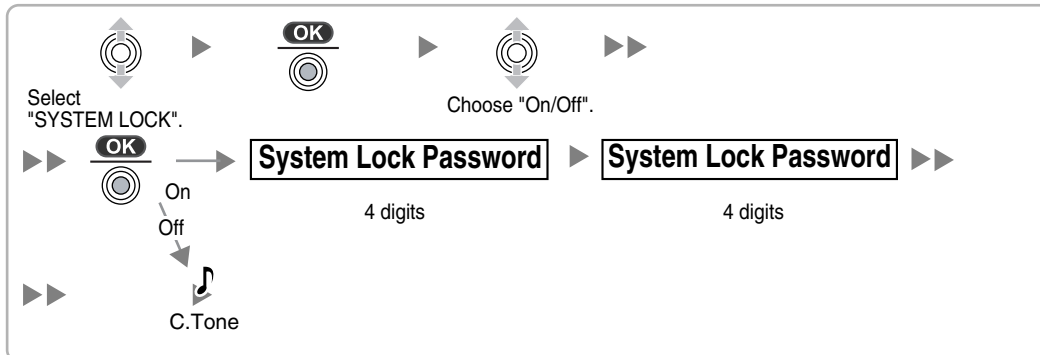 OK
Select
"SYSTEM LOCK".
Choose "On/Off".
OK
On
Off
System Lock Password
4 digits
System Lock Password
4 digits
C.Tone